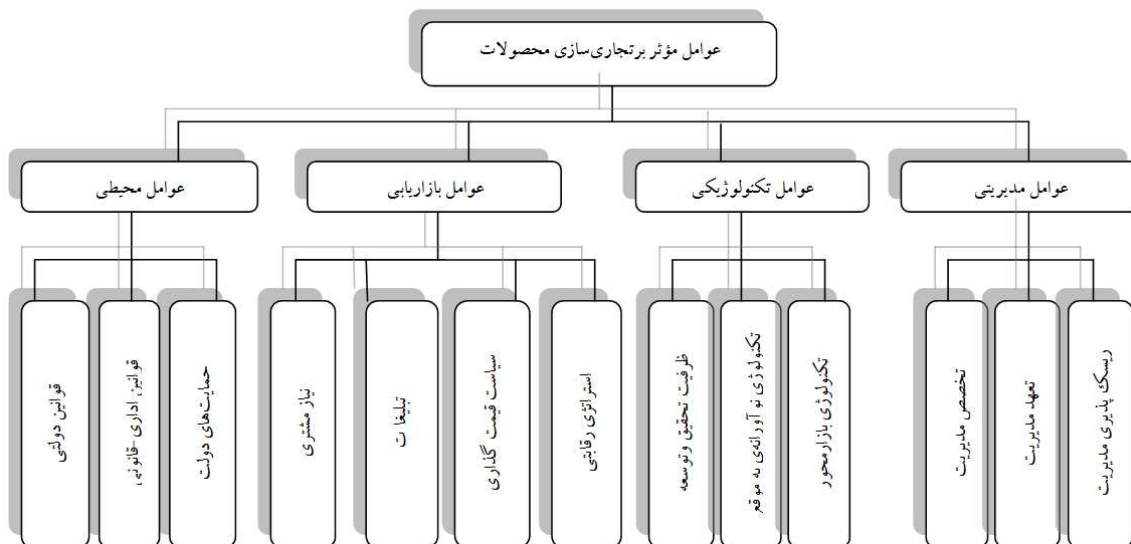 عوامل مؤثر برتجاری‌سازی محصولات
عوامل مدیریتی
عوامل تکنولوژیکی
عوامل بازاریابی
عوامل محیطی
ریسک پذیری مدیریت
تعهد مدیریت
تخصص مدیریت
تکنولوژی بازارمحور
تکنولوژی نو آورانه‌ی به موقع
ظرفیت تحقیق وتوسعه
استراتژی رقابتی
سیاست قیمت گذاری
تبلیغا ت
نیاز مشتری
حمایت‌های دولت
قوانین اداری-قانونی
قوانین دولتی